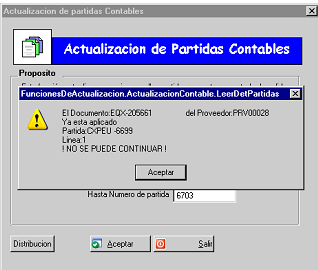 Actualizacion de partidas Contables
Actualizacion de Partidas Contables
Proposito
FuncionesDeActualizacion.ActualizacionContable.LeerDetPartidas
El Documento:EQX-205661 del Proveedor:PRV00028
Ya esta aplicado
Partida:CXPEU -6699
Linea:1
! NO SE PUEDE CONTINUAR !
Aceptar
Hasta Numero de partida 6703
Distribucion Aceptar Salir